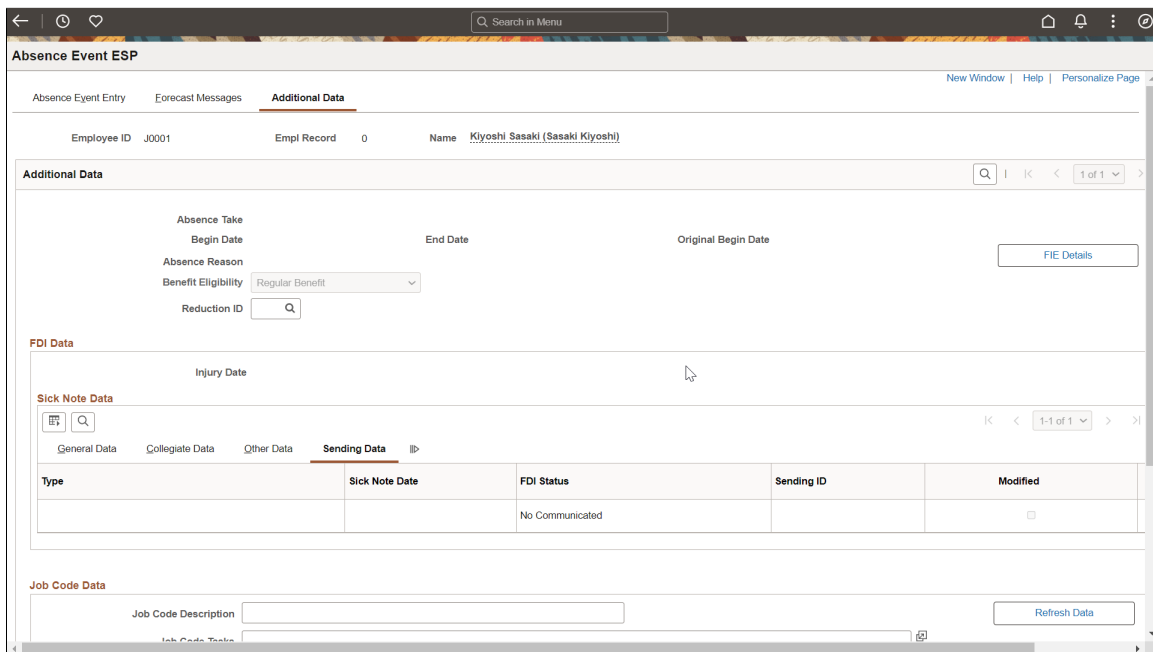 Search in Menu
Absence Event ESP
New Window | Help | Personalize Page
Absence Event Entry Forecast Messages Additional Data
Employee ID J0001 Empl Record 0 Name Kiyoshi Sasaki (Sasaki Kiyoshi)
Additional Data 1 of 1
Absence Take
Begin Date End Date Original Begin Date
FIE Details
Absence Reason
Benefit Eligibility Regular Benefit
Reduction ID
FDI Data
Injury Date
Sick Note Data
1-1 of 1
General Data Collegiate Data Other Data Sending Data
Type Sick Note Date FDI Status Sending ID Modified
No Communicated
Job Code Data
Job Code Description Refresh Data
Job Code Tasks